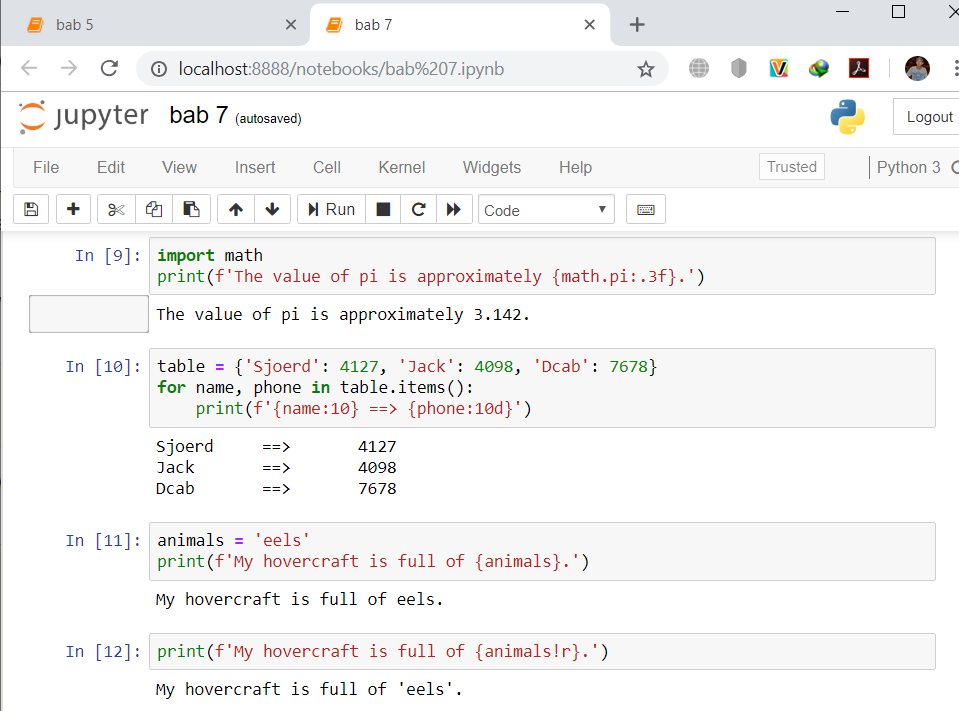 bab 5
bab 7
localhost:8888/notebooks/bab%207.ipynb
jupyter bab 7 (autosaved)
Logout
File Edit View Insert Cell Kernel Widgets Help
Trusted
Python 3
Run
Code
In [9]: import math
print(f'The value of pi is approximately {math.pi:.3f}.')
The value of pi is approximately 3.142.
In [10]: table = {'Sjoerd': 4127, 'Jack': 4098, 'Dcab': 7678}
for name, phone in table.items():
    print(f'{name:10} ==> {phone:10d}')
Sjoerd     ==>       4127
Jack       ==>       4098
Dcab       ==>       7678
In [11]: animals = 'eels'
print(f'My hovercraft is full of {animals}.')
My hovercraft is full of eels.
In [12]: print(f'My hovercraft is full of {animals!r}.')
My hovercraft is full of 'eels'.